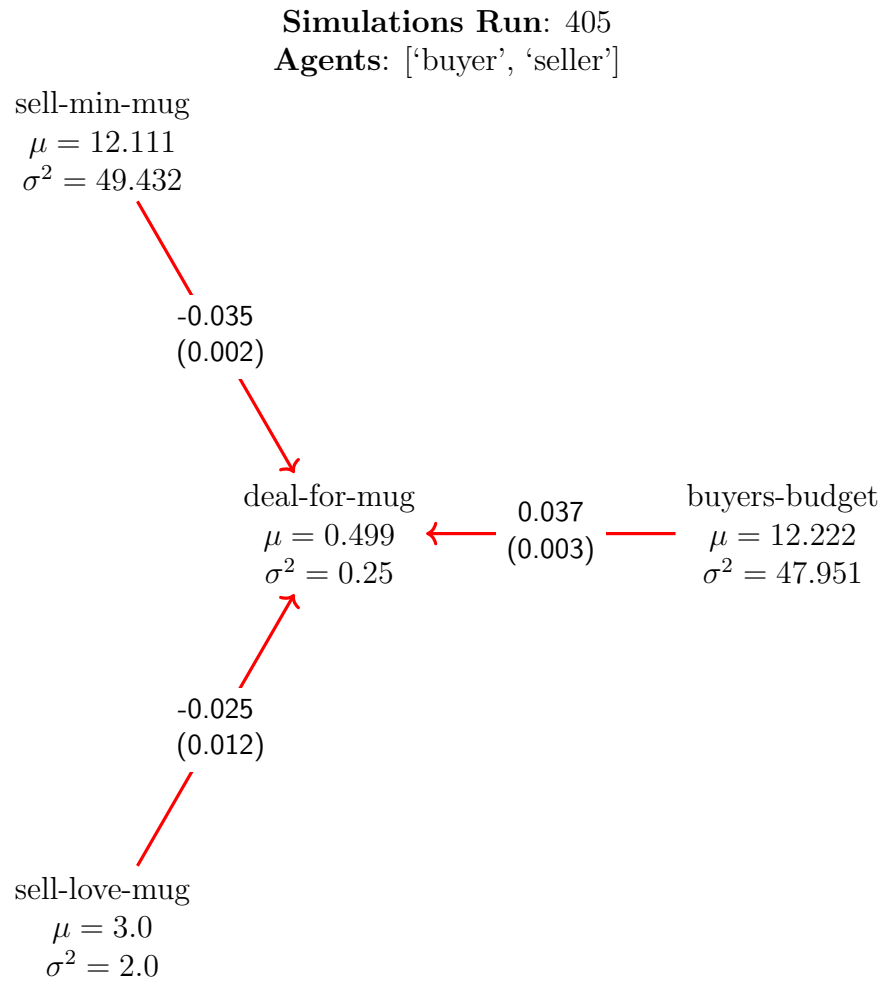 Simulations Run: 405
Agents: [‘buyer’, ‘seller’]
sell-min-mug
μ = 12.111
σ² = 49.432
-0.035
(0.002)
deal-for-mug
μ = 0.499
σ² = 0.25
0.037
(0.003)
buyers-budget
μ = 12.222
σ² = 47.951
-0.025
(0.012)
sell-love-mug
μ = 3.0
σ² = 2.0